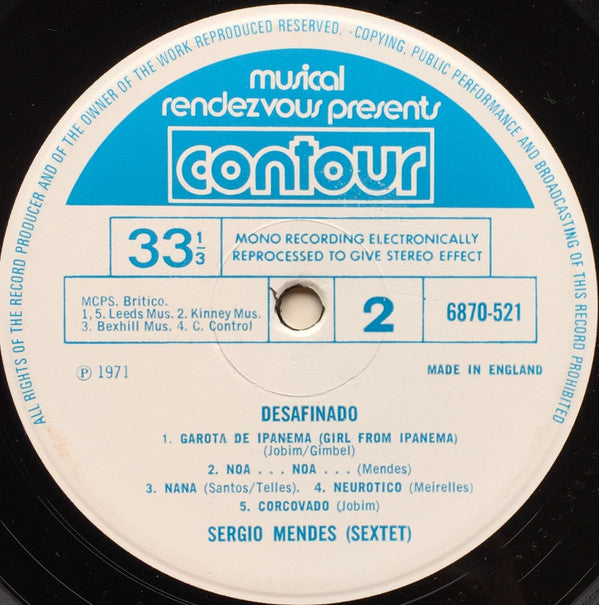 ALL RIGHTS OF THE RECORD PRODUCER AND OF THE OWNER OF THE WORK REPRODUCED RESERVED. · COPYING, PUBLIC PERFORMANCE AND BROADCASTING OF THIS RECORD PROHIBITED
musical
rendezvous presents
contour
33 1/3
MONO RECORDING ELECTRONICALLY
REPROCESSED TO GIVE STEREO EFFECT
MCPS. Britico.
1, 5. Leeds Mus. 2. Kinney Mus.
3. Bexhill Mus. 4. C. Control
2
6870-521
℗ 1971
MADE IN ENGLAND
DESAFINADO
1. GAROTA DE IPANEMA (GIRL FROM IPANEMA)
(Jobim/Gimbel)
2. NOA . . . NOA . . . (Mendes)
3. NANA (Santos/Telles). 4. NEUROTICO (Meirelles)
5. CORCOVADO (Jobim)
SERGIO MENDES (SEXTET)